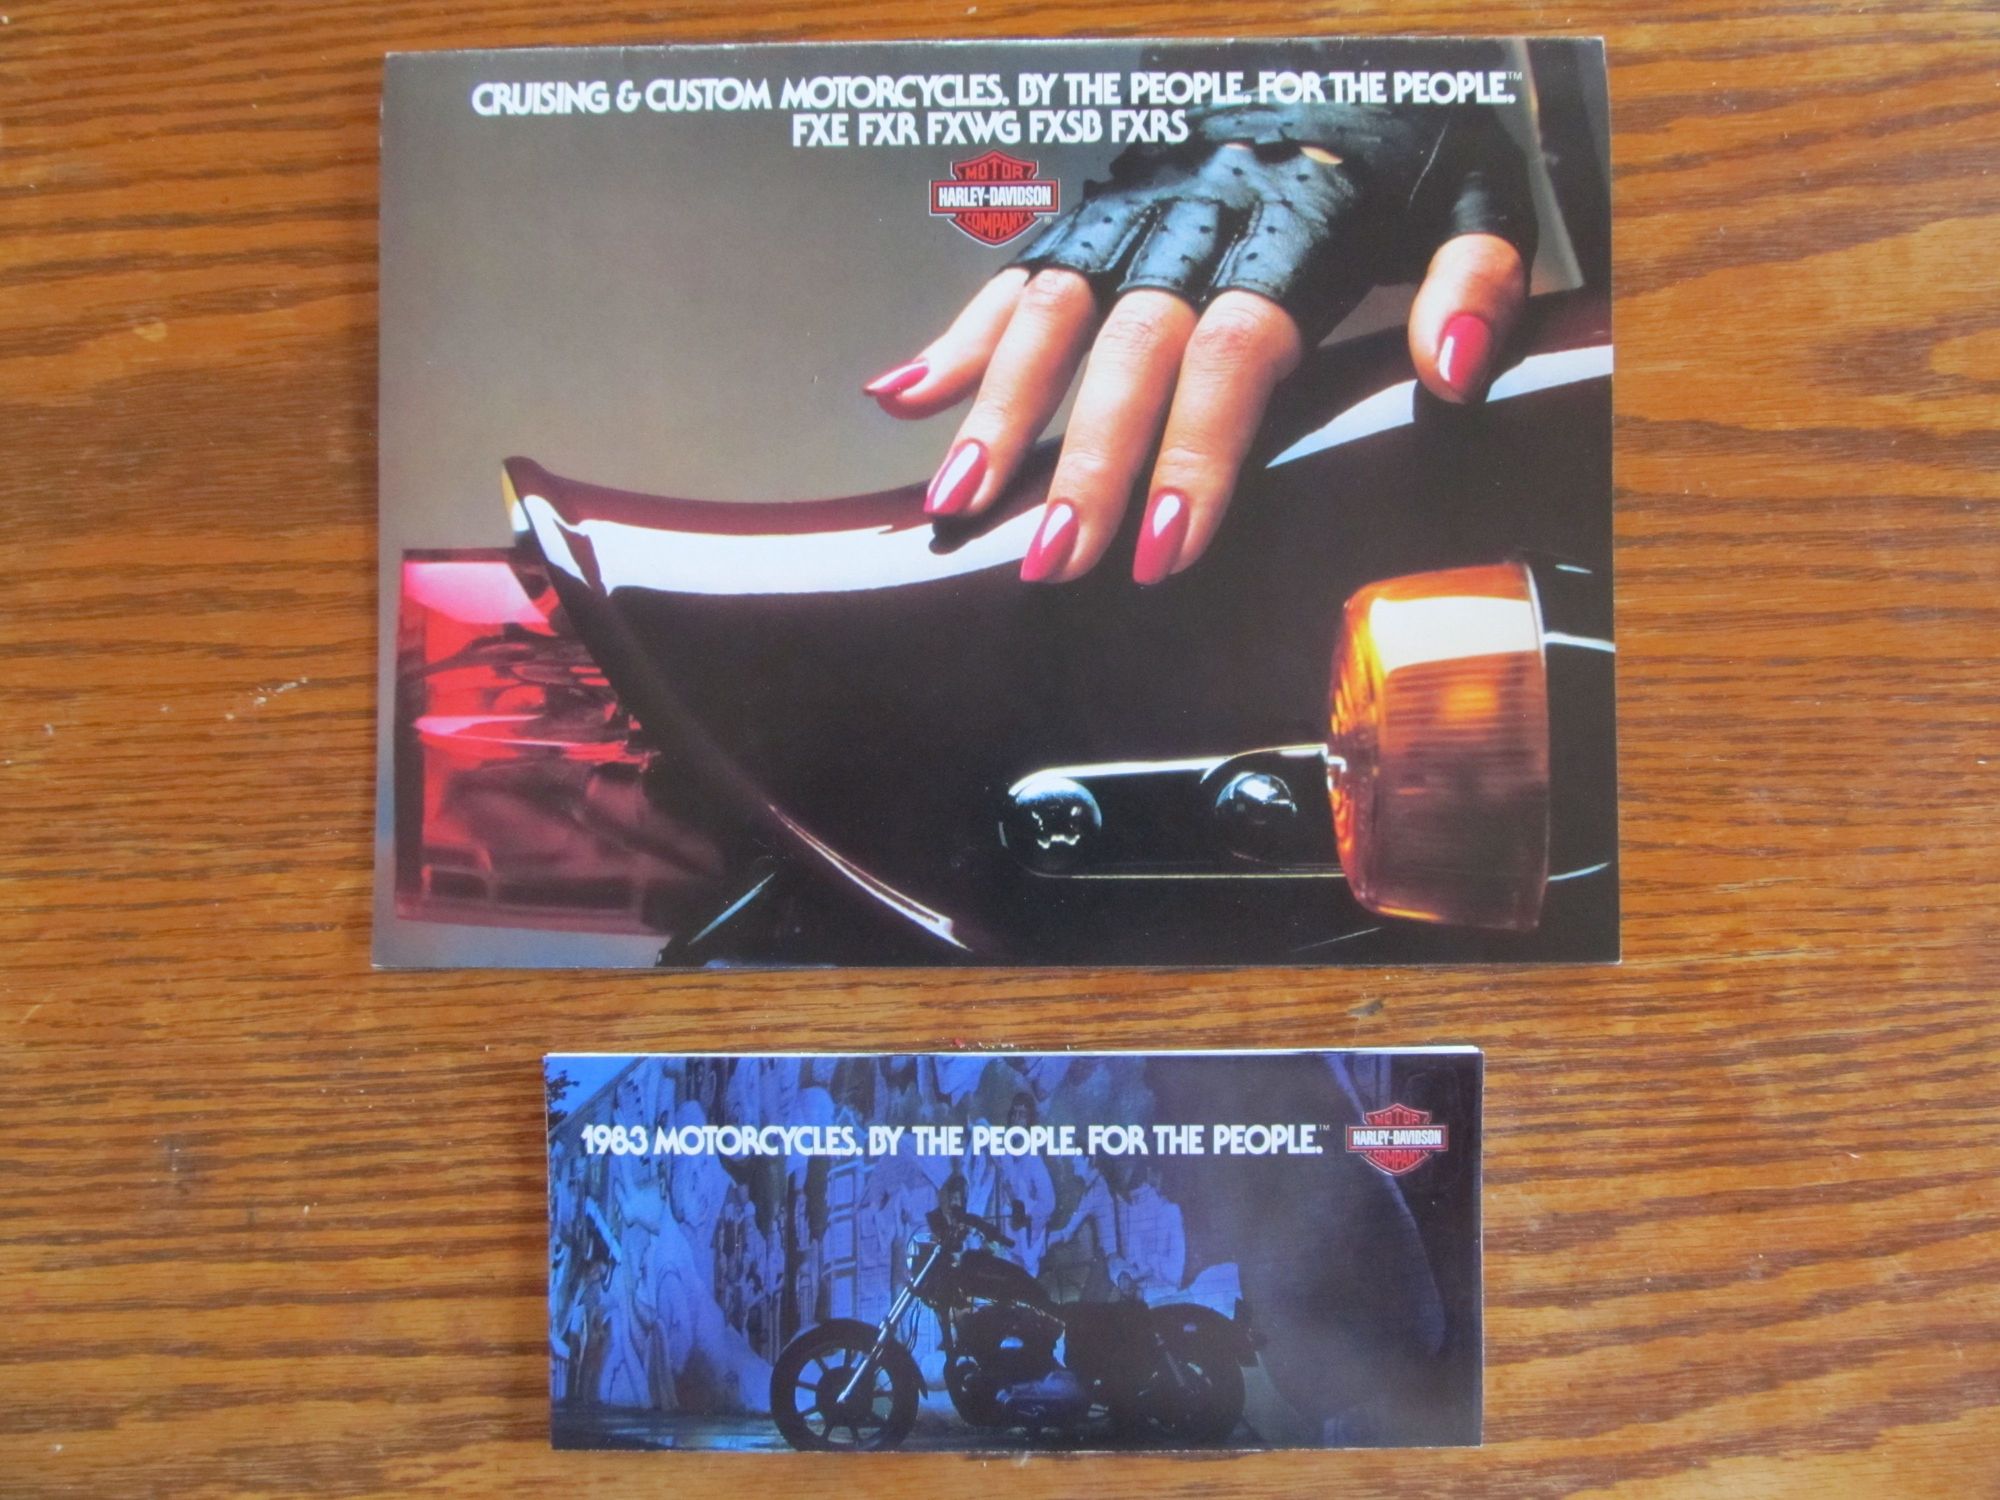 CRUISING & CUSTOM MOTORCYCLES. BY THE PEOPLE. FOR THE PEOPLE.™
FXE FXR FXWG FXSB FXRS
MOTOR
HARLEY-DAVIDSON
COMPANY ®
1983 MOTORCYCLES. BY THE PEOPLE. FOR THE PEOPLE.™
MOTOR
HARLEY-DAVIDSON
COMPANY